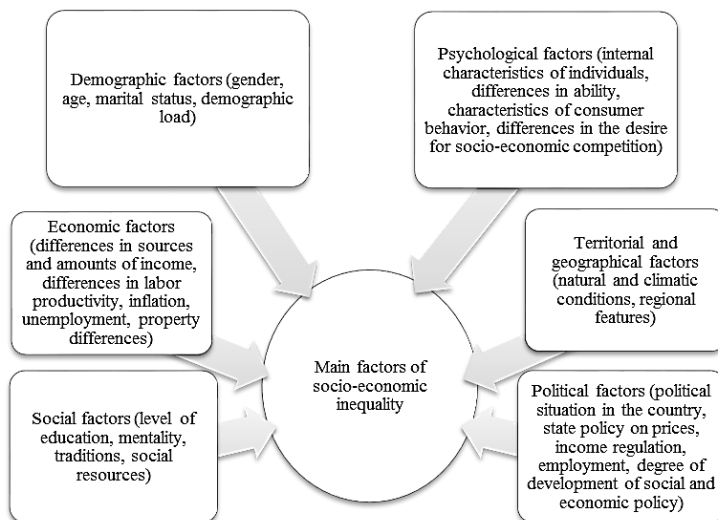 Demographic factors (gender,
age, marital status, demographic
load)
Psychological factors (internal
characteristics of individuals,
differences in ability,
characteristics of consumer
behavior, differences in the desire
for socio-economic competition)
Economic factors
(differences in sources
and amounts of income,
differences in labor
productivity, inflation,
unemployment, property
differences)
Territorial and
geographical factors
(natural and climatic
conditions, regional
features)
Main factors of
socio-economic
inequality
Social factors (level of
education, mentality,
traditions, social
resources)
Political factors (political
situation in the country,
state policy on prices,
income regulation,
employment, degree of
development of social and
economic policy)